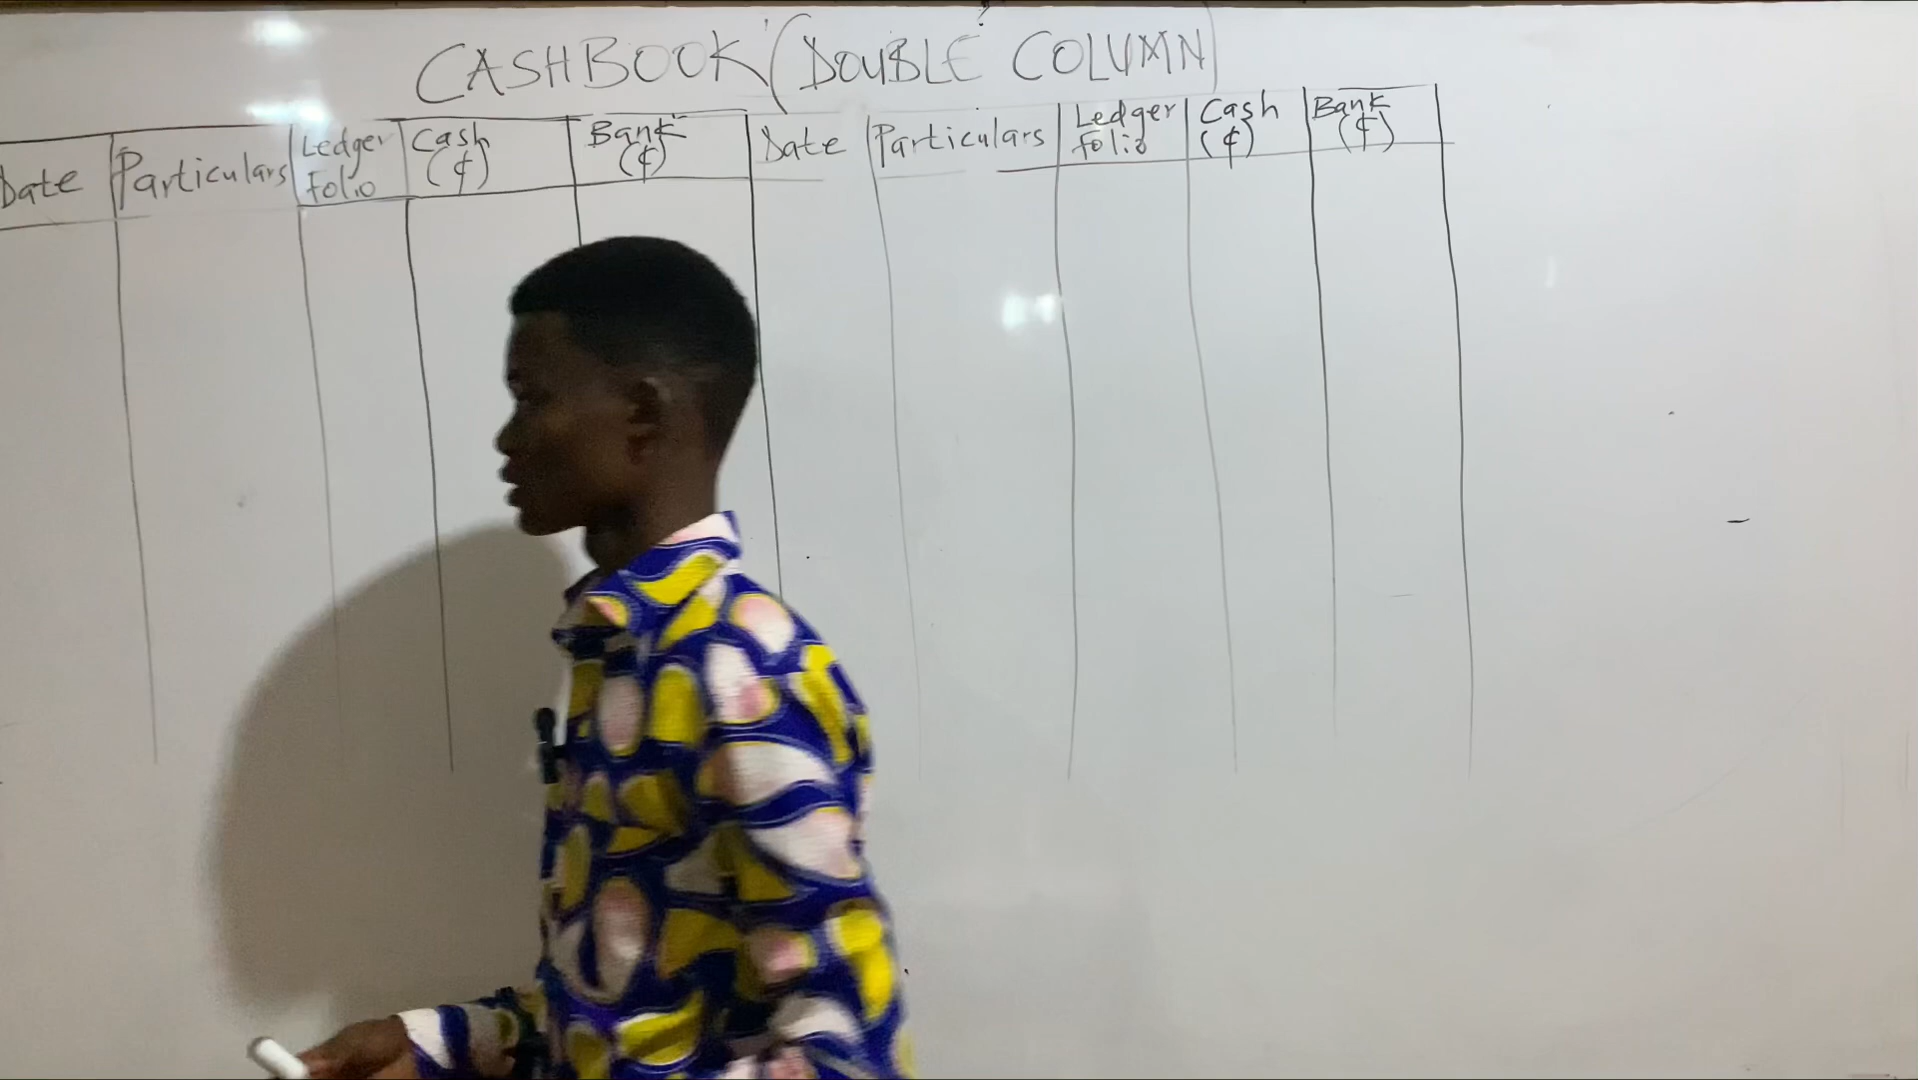 CASHBOOK (DOUBLE COLUMN)
Date Particulars Ledger Folio Cash (₵) Bank (₵) Date Particulars Ledger Folio Cash (₵) Bank (₵)